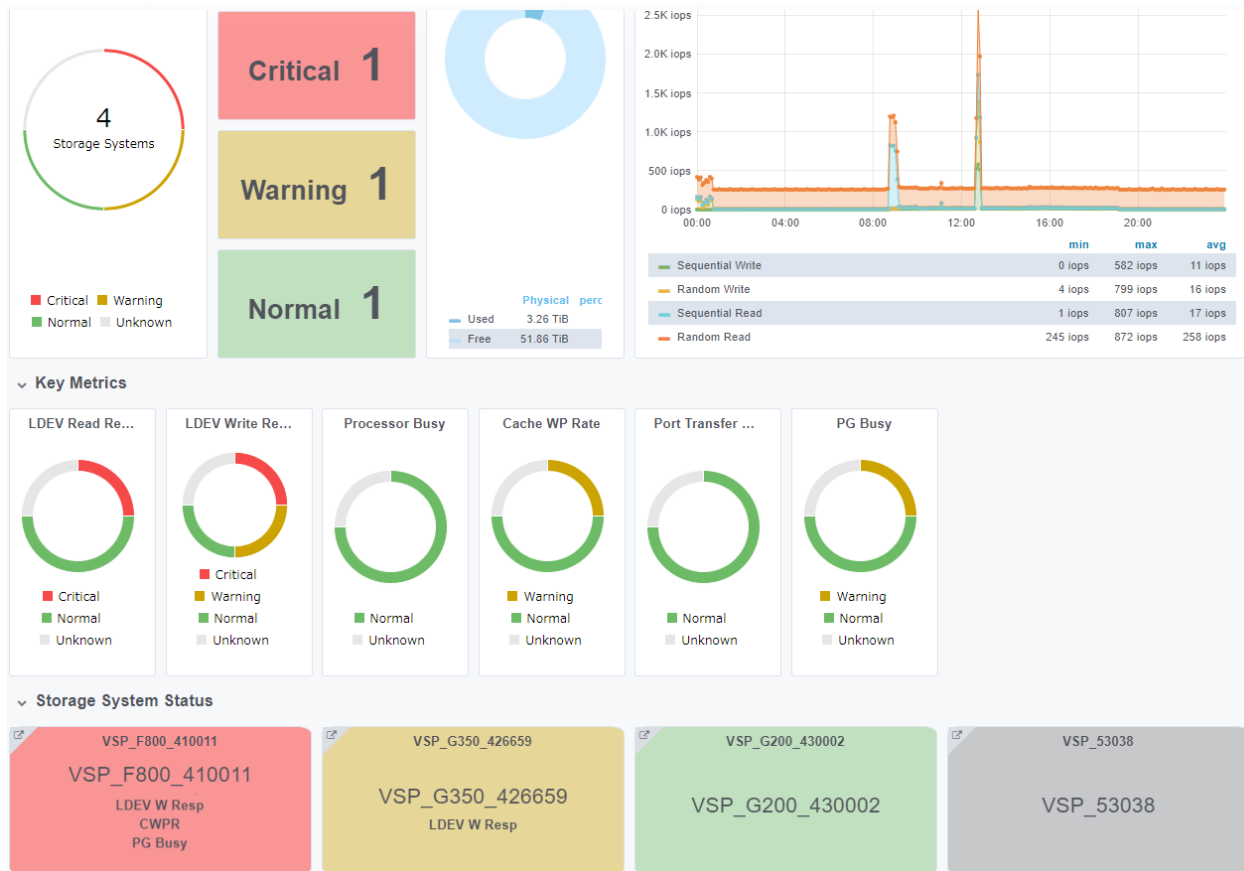 4
Storage Systems
Critical
Warning
Normal
Unknown
Critical 1
Warning 1
Normal 1
Physical perc
Used 3.26 TiB
Free 51.86 TiB
2.5K iops
2.0K iops
1.5K iops
1.0K iops
500 iops
0 iops
00:00 04:00 08:00 12:00 16:00 20:00
min max avg
Sequential Write 0 iops 582 iops 11 iops
Random Write 4 iops 799 iops 16 iops
Sequential Read 1 iops 807 iops 17 iops
Random Read 245 iops 872 iops 258 iops
Key Metrics
LDEV Read Re...
Critical
Normal
Unknown
LDEV Write Re...
Critical
Warning
Normal
Unknown
Processor Busy
Normal
Unknown
Cache WP Rate
Warning
Normal
Unknown
Port Transfer ...
Normal
Unknown
PG Busy
Warning
Normal
Unknown
Storage System Status
VSP_F800_410011
VSP_F800_410011
LDEV W Resp
CWPR
PG Busy
VSP_G350_426659
VSP_G350_426659
LDEV W Resp
VSP_G200_430002
VSP_G200_430002
VSP_53038
VSP_53038